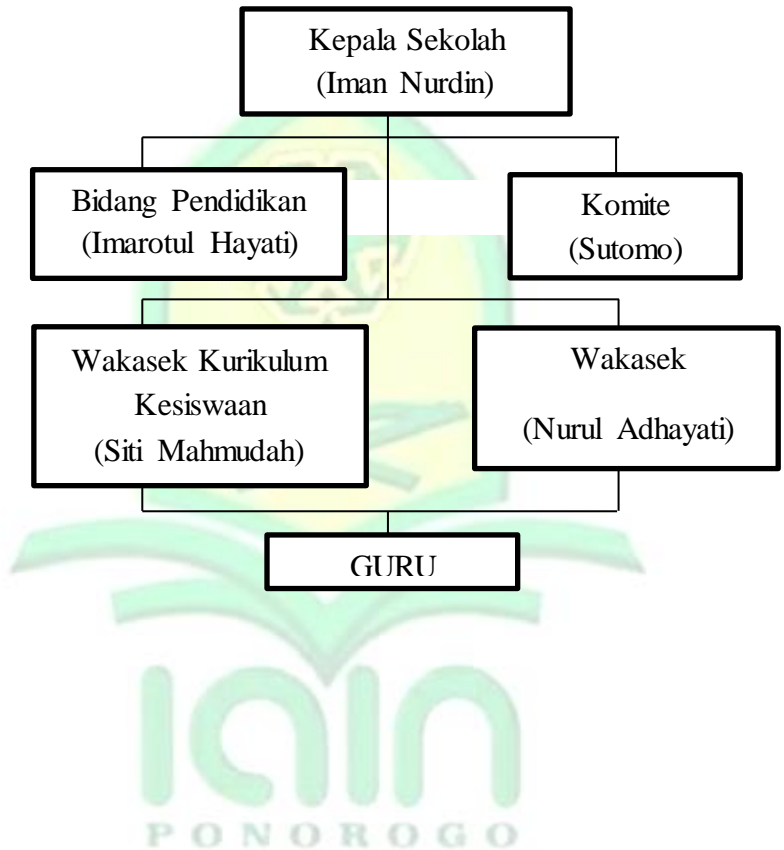 Kepala Sekolah
(Iman Nurdin)
Bidang Pendidikan
(Imarotul Hayati)
Komite
(Sutomo)
Wakasek Kurikulum
Kesiswaan
(Siti Mahmudah)
Wakasek
(Nurul Adhayati)
GURU
iain
PONOROGO